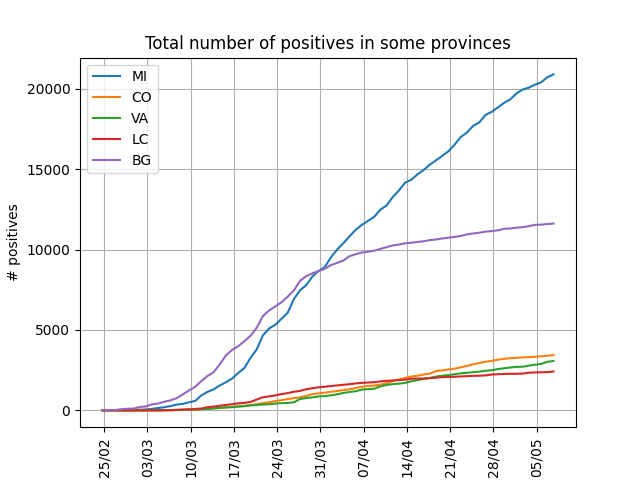 Total number of positives in some provinces
MI
CO
VA
LC
BG
# positives
20000
15000
10000
5000
0
25/02
03/03
10/03
17/03
24/03
31/03
07/04
14/04
21/04
28/04
05/05